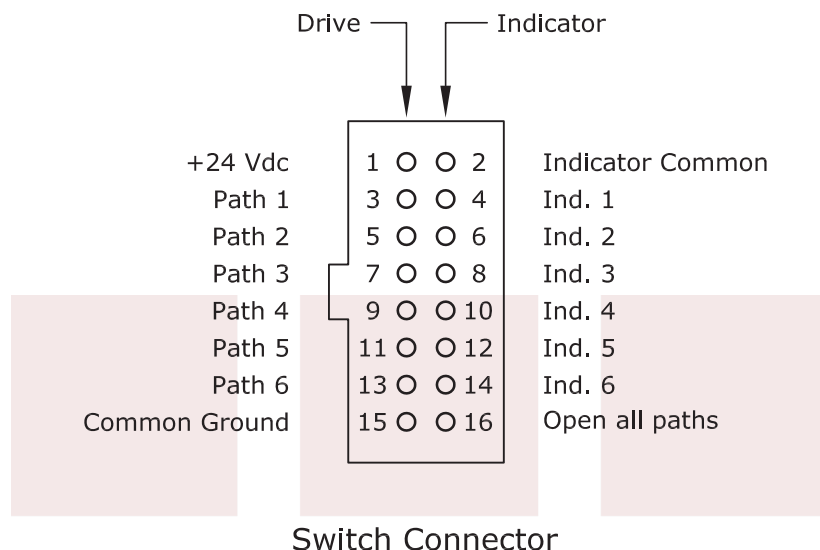 Drive Indicator
+24 Vdc 1 2 Indicator Common
Path 1 3 4 Ind. 1
Path 2 5 6 Ind. 2
Path 3 7 8 Ind. 3
Path 4 9 10 Ind. 4
Path 5 11 12 Ind. 5
Path 6 13 14 Ind. 6
Common Ground 15 16 Open all paths
Switch Connector